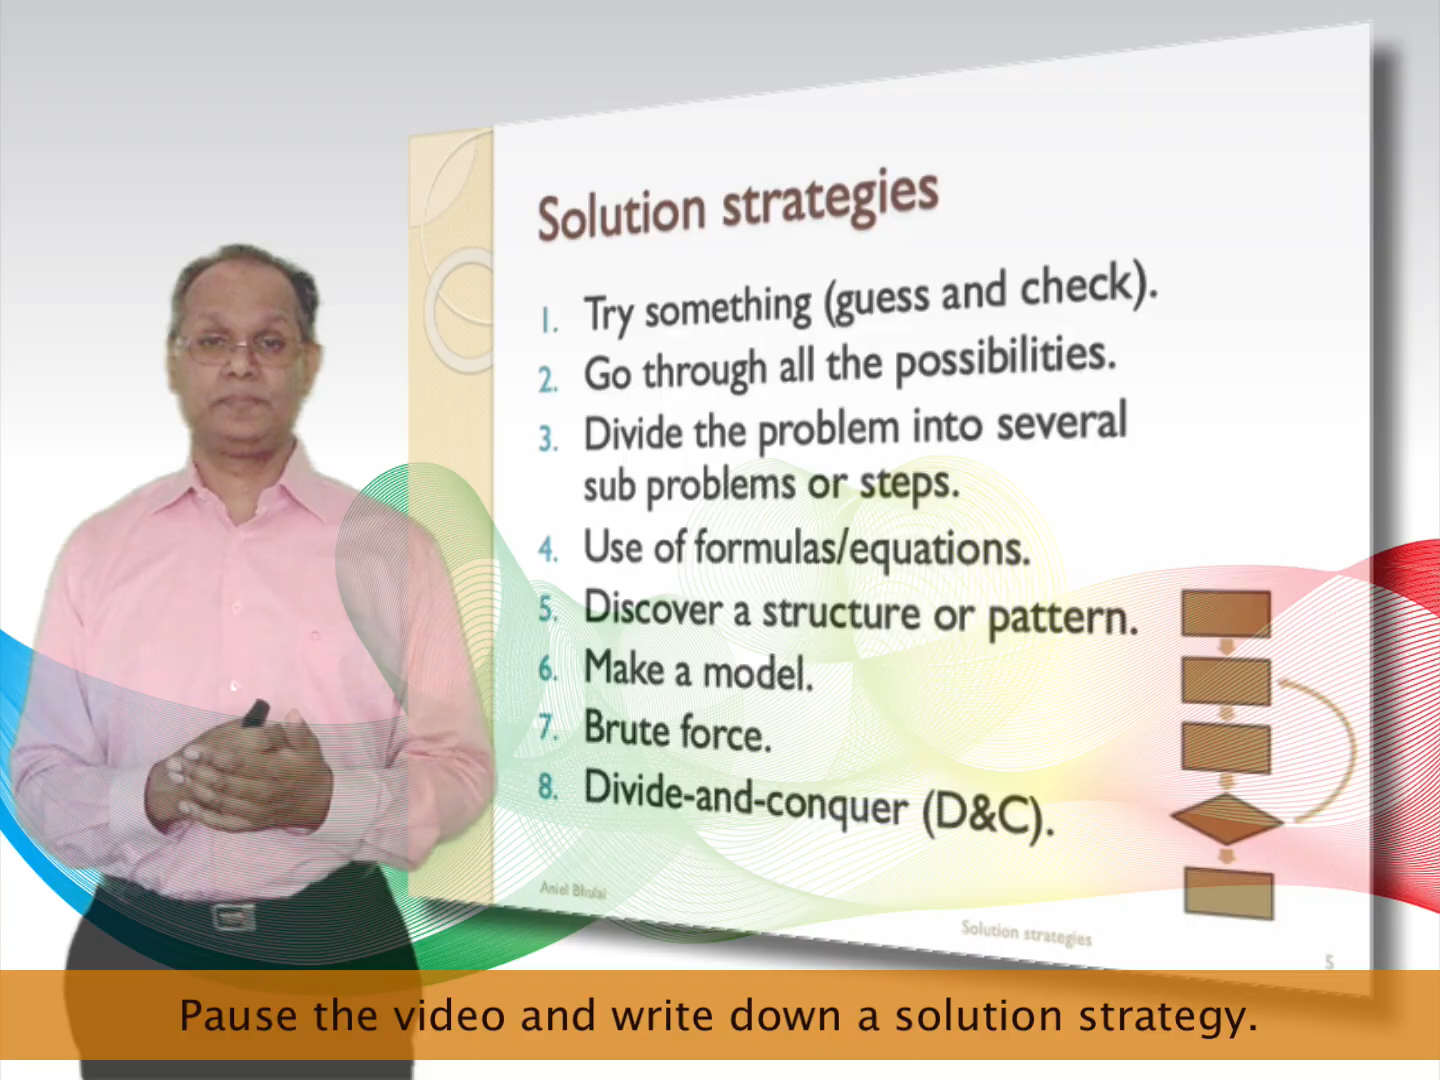 Solution strategies
1. Try something (guess and check).
2. Go through all the possibilities.
3. Divide the problem into several
sub problems or steps.
4. Use of formulas/equations.
5. Discover a structure or pattern.
6. Make a model.
7. Brute force.
8. Divide-and-conquer (D&C).
Aniel Bhulai
Solution strategies
5
Pause the video and write down a solution strategy.